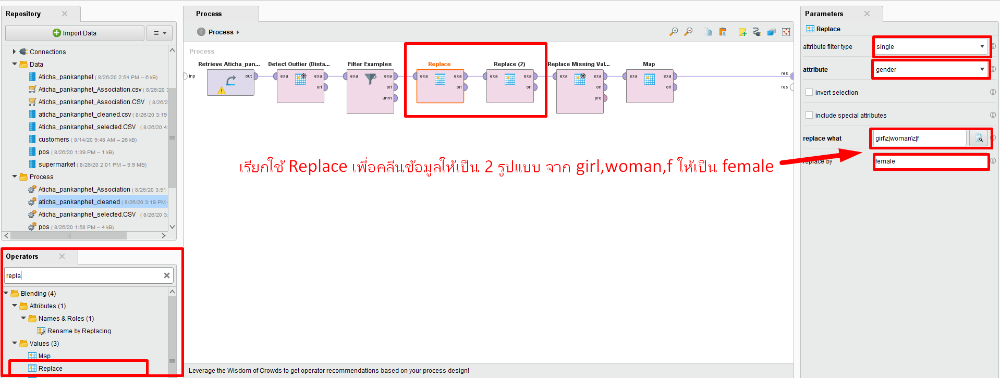 Repository
Import Data
Connections
Data
Aticha_pankanphet ( 8/26/20 2:54 PM – 6 kB)
Aticha_pankanphet_Association.csv ( 8/26/20 3:
Aticha_pankanphet_Association.CSV ( 8/26/2
aticha_pankanphet_cleaned.csv ( 8/26/20 3:19
Aticha_pankanphet_selected.CSV ( 8/26/20 4:
customers ( 8/14/20 9:48 AM – 26 kB)
pos ( 8/26/20 1:39 PM – 1 kB)
supermarket ( 8/26/20 2:01 PM – 9.9 MB)
Process
Aticha_pankanphet_Association ( 8/26/20 3:51
aticha_pankanphet_cleaned ( 8/26/20 3:19 PM -
Aticha_pankanphet_selected.CSV ( 8/26/20 3:
pos ( 8/26/20 1:58 PM – 4 kB)
Operators
repla
Blending (4)
Attributes (1)
Names & Roles (1)
Rename by Replacing
Values (3)
Map
Replace
Process
Process
Process
Retrieve Aticha_pan...
inp
out
Detect Outlier (Dista...
exa exa
ori
Filter Examples
exa exa
ori
unm
Replace
exa exa
ori
Replace (2)
exa exa
ori
Replace Missing Val...
exa exa
ori
pre
Map
exa exa
ori
res
res
เรียกใช้ Replace เพื่อคลีนข้อมูลให้เป็น 2 รูปแบบ จาก girl,woman,f ให้เป็น female
Leverage the Wisdom of Crowds to get operator recommendations based on your process design!
Parameters
Replace
attribute filter type single
attribute gender
invert selection
include special attributes
replace what girl\z|woman\z|f
replace by female